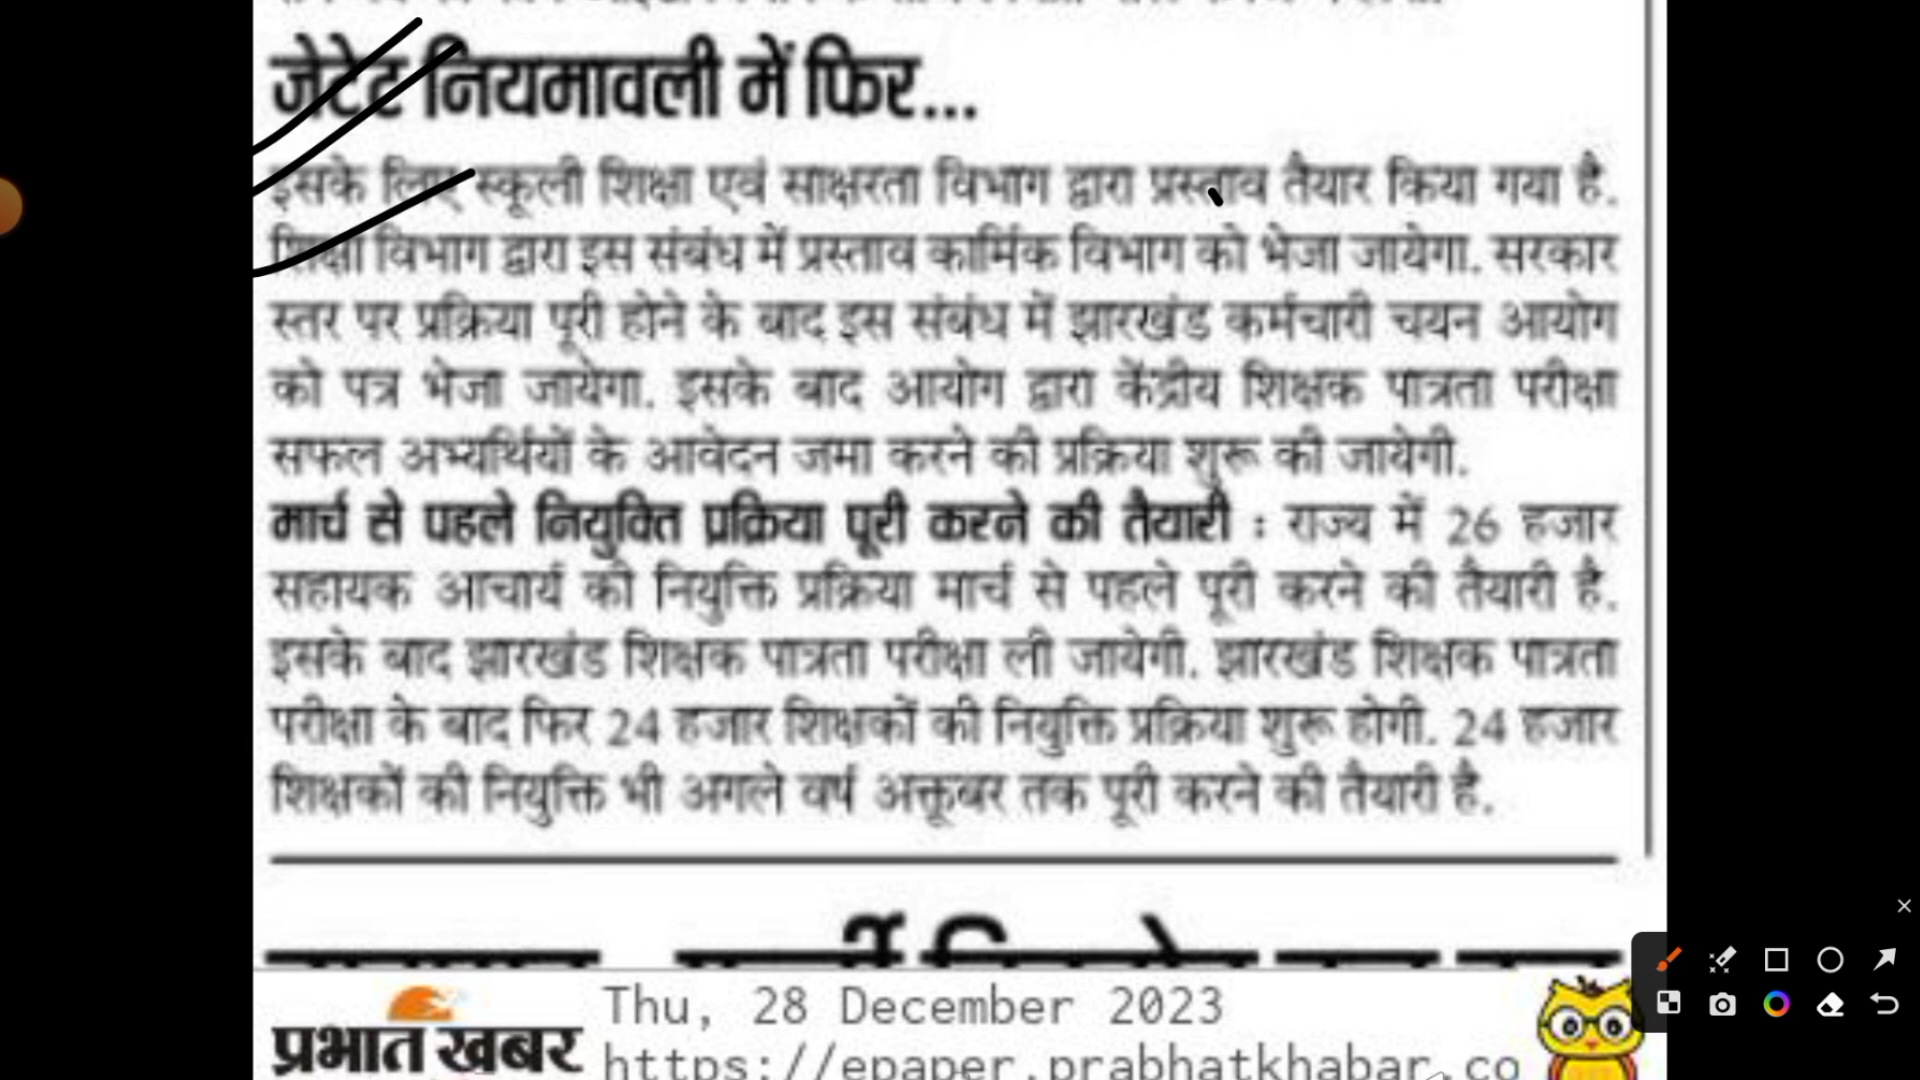 जेटेट नियमावली में फिर...
इसके लिए स्कूली शिक्षा एवं साक्षरता विभाग द्वारा प्रस्ताव तैयार किया गया है.
शिक्षा विभाग द्वारा इस संबंध में प्रस्ताव कार्मिक विभाग को भेजा जायेगा. सरकार
स्तर पर प्रक्रिया पूरी होने के बाद इस संबंध में झारखंड कर्मचारी चयन आयोग
को पत्र भेजा जायेगा. इसके बाद आयोग द्वारा केंद्रीय शिक्षक पात्रता परीक्षा
सफल अभ्यर्थियों के आवेदन जमा करने की प्रक्रिया शुरू की जायेगी.
मार्च से पहले नियुक्ति प्रक्रिया पूरी करने की तैयारी : राज्य में 26 हजार
सहायक आचार्य की नियुक्ति प्रक्रिया मार्च से पहले पूरी करने की तैयारी है.
इसके बाद झारखंड शिक्षक पात्रता परीक्षा ली जायेगी. झारखंड शिक्षक पात्रता
परीक्षा के बाद फिर 24 हजार शिक्षकों की नियुक्ति प्रक्रिया शुरू होगी. 24 हजार
शिक्षकों की नियुक्ति भी अगले वर्ष अक्तूबर तक पूरी करने की तैयारी है.
प्रभात खबर
Thu, 28 December 2023
https://epaper.prabhatkhabar.co